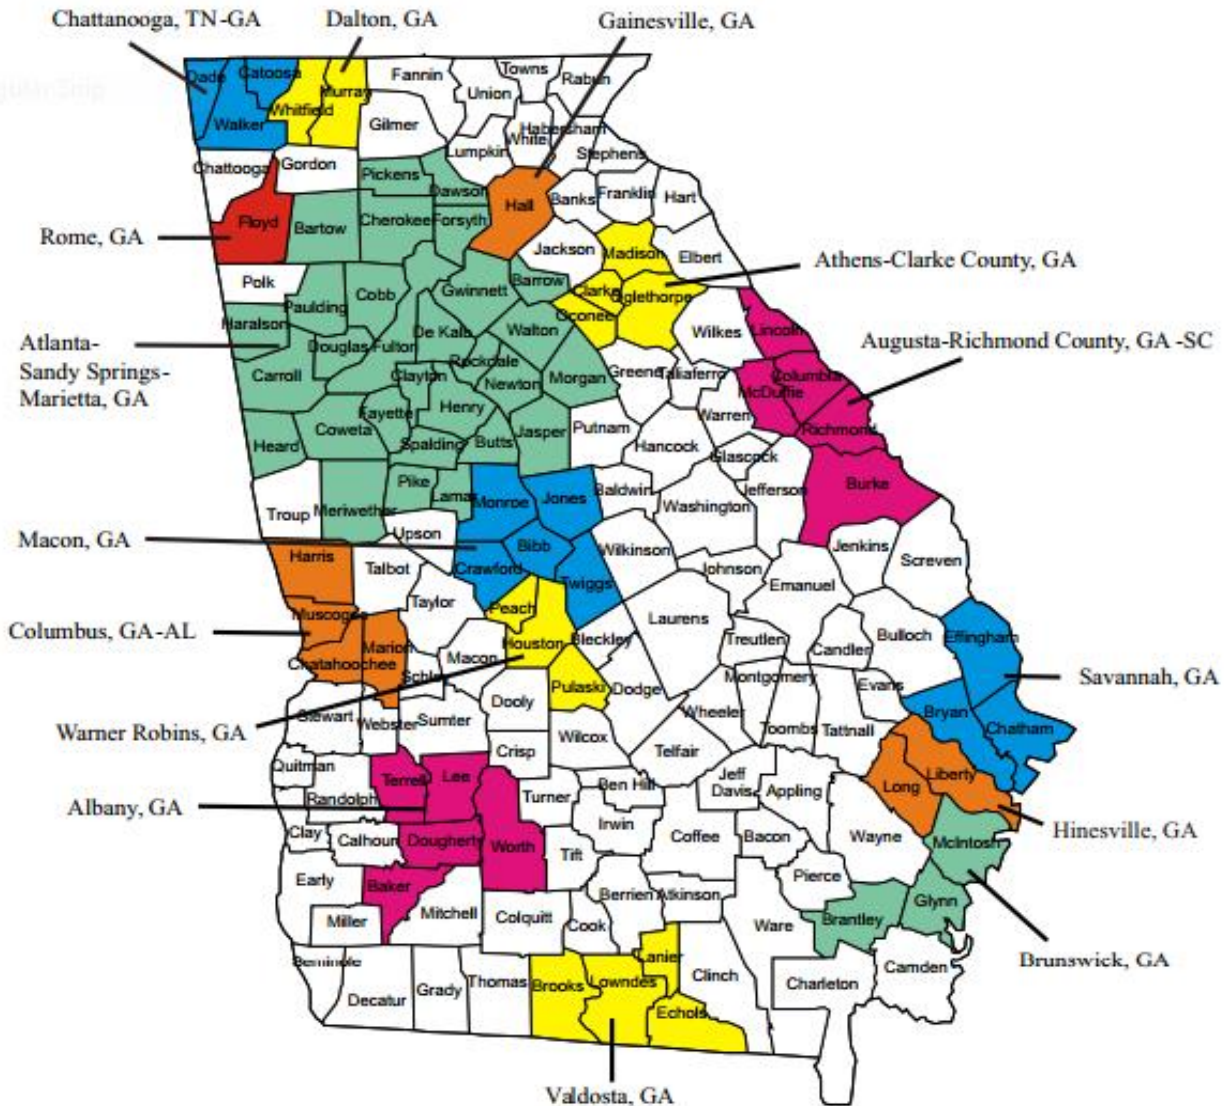 Chattanooga, TN-GA
Dalton, GA
Gainesville, GA
Dade
Catoosa
Whitfield
Murray
Walker
Fannin
Towns
Union
Rabun
Gilmer
Habersham
White
Lumpkin
Stephens
Chattooga
Gordon
Pickens
Dawson
Hall
Banks
Franklin
Hart
Floyd
Bartow
Cherokee
Forsyth
Rome, GA
Jackson
Madison
Elbert
Athens-Clarke County, GA
Polk
Paulding
Cobb
Gwinnett
Barrow
Clarke
Oglethorpe
Oconee
Haralson
Douglas
Fulton
De Kalb
Walton
Wilkes
Lincoln
Atlanta-
Sandy Springs-
Marietta, GA
Augusta-Richmond County, GA -SC
Carroll
Clayton
Rockdale
Newton
Morgan
Greene
Taliaferro
Columbia
McDuffie
Fayette
Henry
Warren
Richmond
Heard
Coweta
Spalding
Butts
Jasper
Putnam
Hancock
Glascock
Troup
Meriwether
Pike
Lamar
Monroe
Jones
Baldwin
Washington
Jefferson
Burke
Upson
Macon, GA
Harris
Talbot
Crawford
Bibb
Twiggs
Wilkinson
Johnson
Jenkins
Screven
Emanuel
Columbus, GA-AL
Muscogee
Chatahoochee
Marion
Taylor
Peach
Houston
Macon
Schle
Bleckley
Laurens
Treutlen
Candler
Bulloch
Effingham
Savannah, GA
Pulaski
Dodge
Montgomery
Evans
Bryan
Chatham
Stewart
Webster
Sumter
Dooly
Wheeler
Toombs
Tattnall
Warner Robins, GA
Crisp
Wilcox
Telfair
Quitman
Randolph
Terrell
Lee
Turner
Ben Hill
Jeff
Davis
Appling
Long
Liberty
Albany, GA
Hinesville, GA
Clay
Calhoun
Dougherty
Worth
Tift
Irwin
Coffee
Bacon
Wayne
McIntosh
Early
Baker
Mitchell
Miller
Colquitt
Cook
Berrien
Atkinson
Pierce
Ware
Brantley
Glynn
Brunswick, GA
Seminole
Decatur
Grady
Thomas
Brooks
Lowndes
Lanier
Echols
Clinch
Charleton
Camden
Valdosta, GA